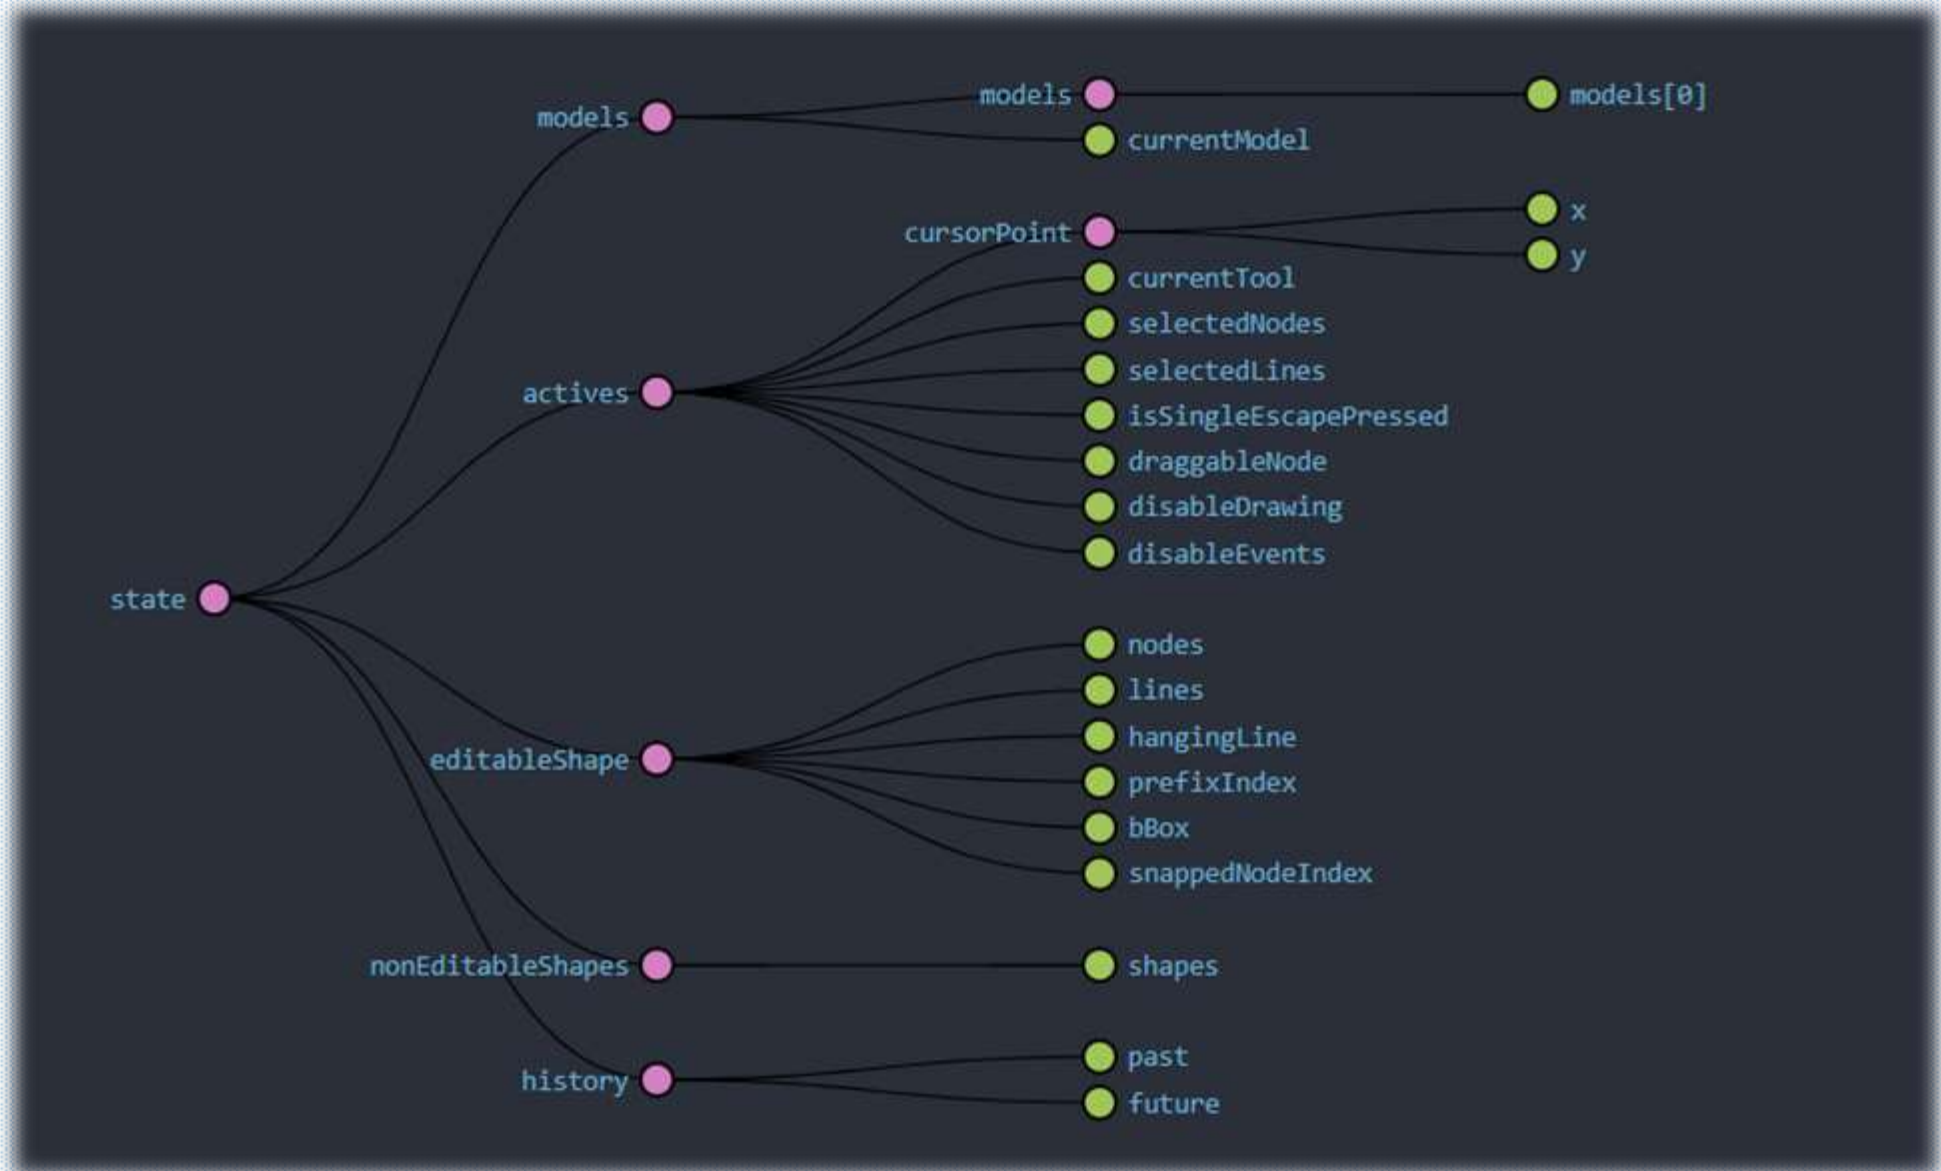 models
models[0]
models
currentModel
x
cursorPoint
y
currentTool
selectedNodes
selectedLines
actives
isSingleEscapePressed
draggableNode
disableDrawing
disableEvents
state
nodes
lines
hangingLine
editableShape
prefixIndex
bBox
snappedNodeIndex
nonEditableShapes
shapes
past
history
future